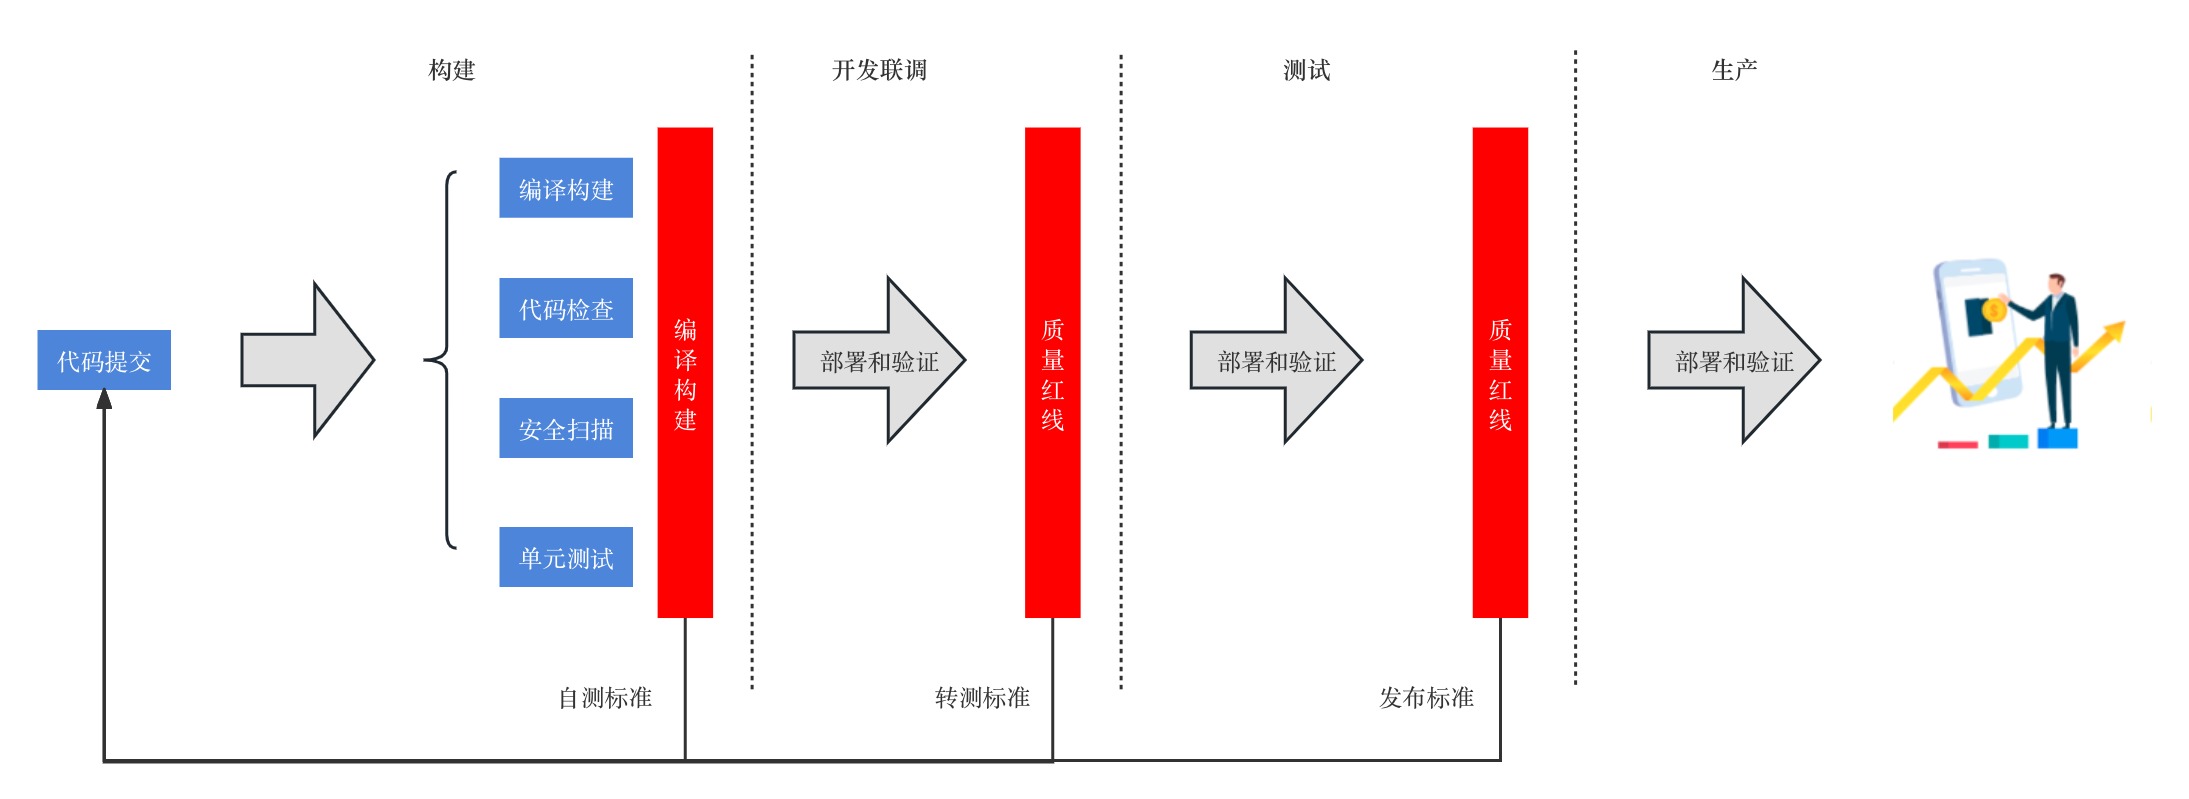 构建
开发联调
测试
生产
代码提交
编译构建
代码检查
安全扫描
单元测试
编译构建
部署和验证
质量红线
部署和验证
质量红线
部署和验证
自测标准
转测标准
发布标准